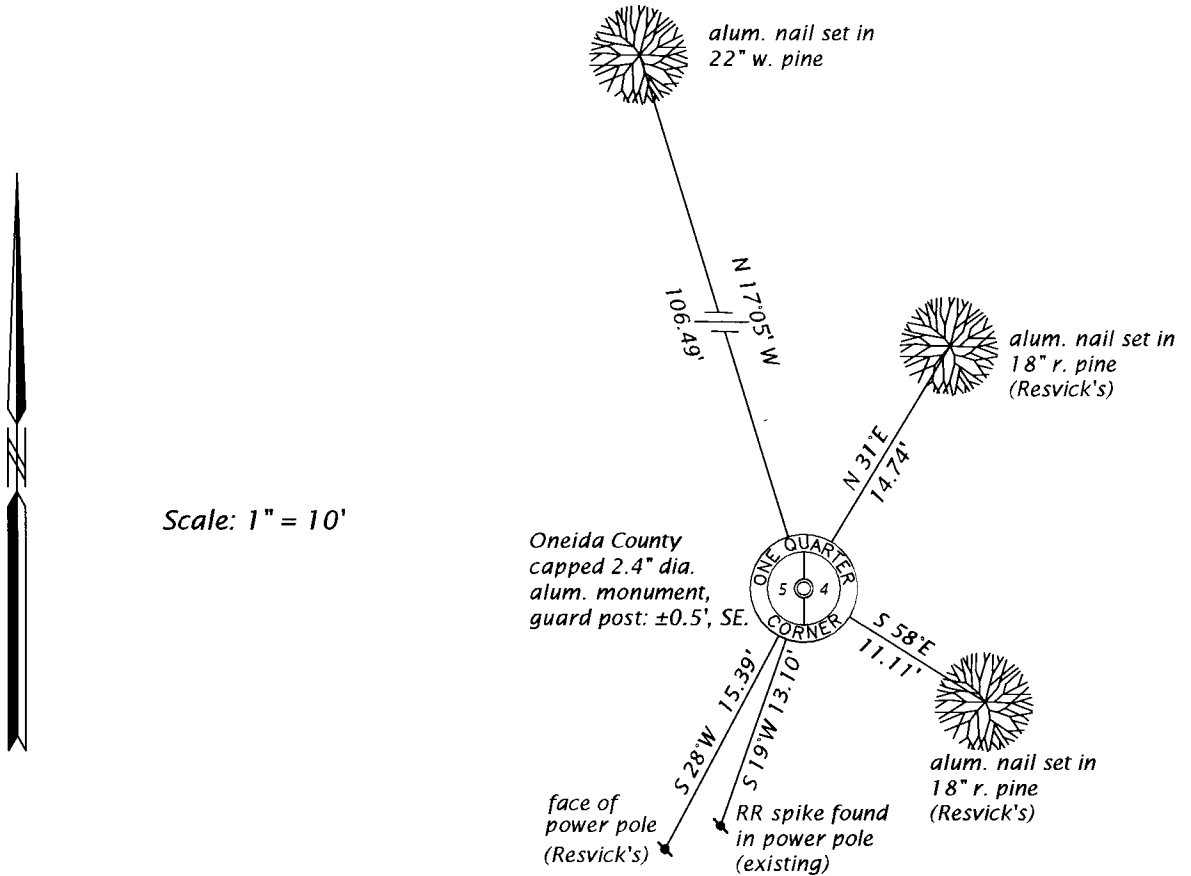 alum. nail set in
22" w. pine
N 17°05' W
106.49'
alum. nail set in
18" r. pine
(Resvick's)
N 31°E
14.74'
Scale: 1" = 10'
Oneida County
capped 2.4" dia.
alum. monument,
guard post: ±0.5', SE.
ONE QUARTER
5 4
CORNER
S 58°E
11.11'
S 28°W 15.39'
S 19°W 13.10'
alum. nail set in
18" r. pine
(Resvick's)
face of
power pole
(Resvick's)
RR spike found
in power pole
(existing)
N